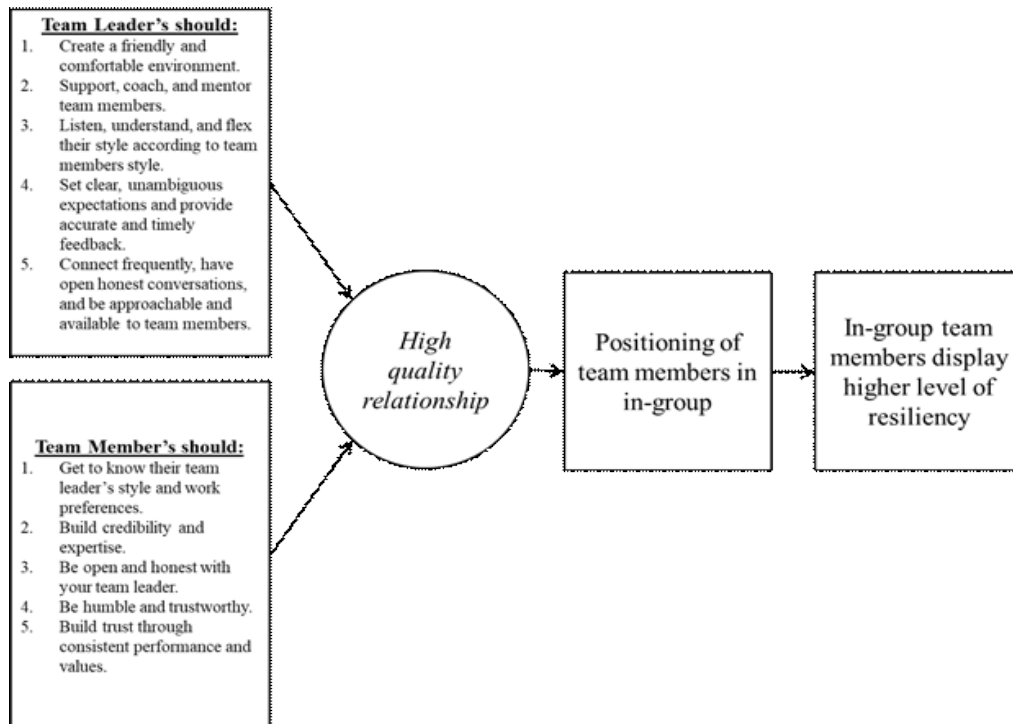 Team Leader's should:
1. Create a friendly and
comfortable environment.
2. Support, coach, and mentor
team members.
3. Listen, understand, and flex
their style according to team
members style.
4. Set clear, unambiguous
expectations and provide
accurate and timely
feedback.
5. Connect frequently, have
open honest conversations,
and be approachable and
available to team members.
Team Member's should:
1. Get to know their team
leader's style and work
preferences.
2. Build credibility and
expertise.
3. Be open and honest with
your team leader.
4. Be humble and trustworthy.
5. Build trust through
consistent performance and
values.
High
quality
relationship
Positioning of
team members in
in-group
In-group team
members display
higher level of
resiliency